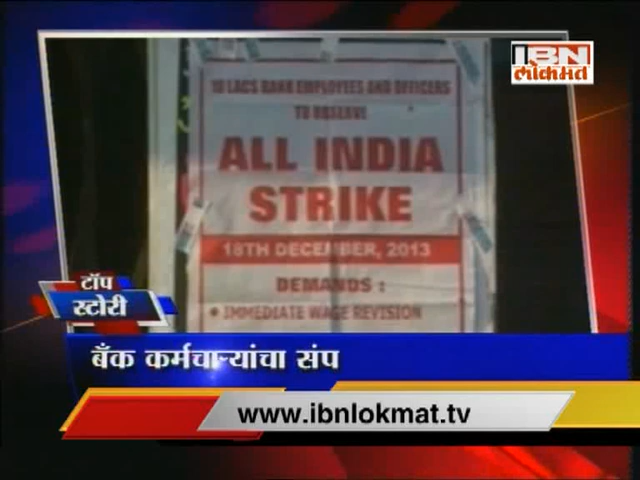 IBN
लोकमत
10 LACS BANK EMPLOYEES AND OFFICERS
TO OBSERVE
ALL INDIA
STRIKE
18TH DECEMBER, 2013
DEMANDS :
• IMMEDIATE WAGE REVISION
टॉप
स्टोरी
बँक कर्मचाऱ्यांचा संप
www.ibnlokmat.tv